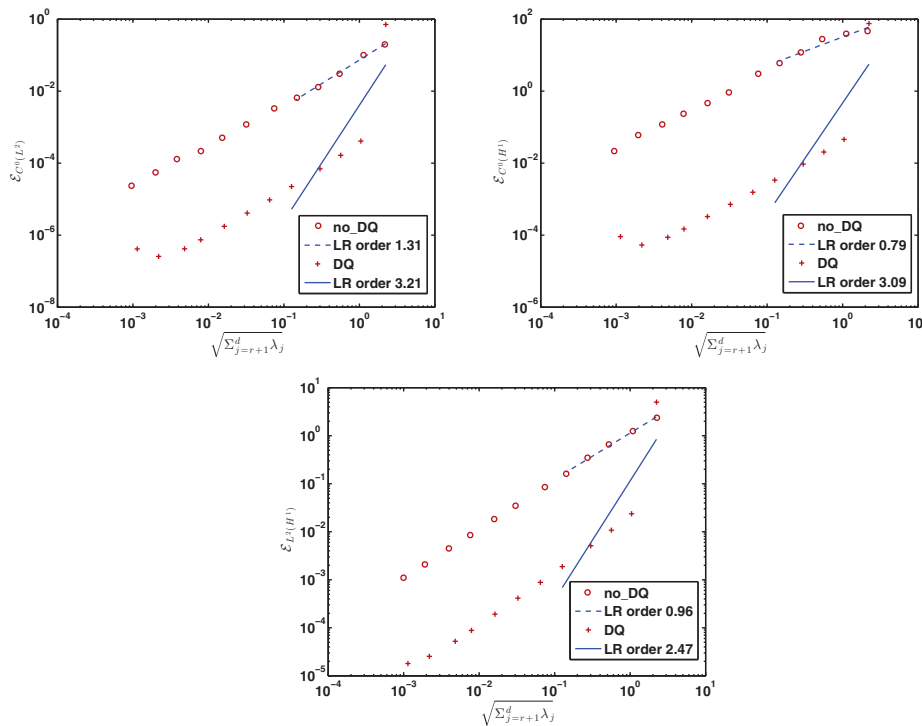 10^0
10^-2
10^-4
10^-6
10^-8
10^-4 10^-3 10^-2 10^-1 10^0 10^1
ℰ_{C^0(L^2)}
√Σ_{j=r+1}^d λ_j
no_DQ
LR order 1.31
DQ
LR order 3.21
10^2
10^0
10^-2
10^-4
10^-6
10^-4 10^-3 10^-2 10^-1 10^0 10^1
ℰ_{C^0(H^1)}
√Σ_{j=r+1}^d λ_j
no_DQ
LR order 0.79
DQ
LR order 3.09
10^1
10^0
10^-1
10^-2
10^-3
10^-4
10^-5
10^-4 10^-3 10^-2 10^-1 10^0 10^1
ℰ_{L^2(H^1)}
√Σ_{j=r+1}^d λ_j
no_DQ
LR order 0.96
DQ
LR order 2.47